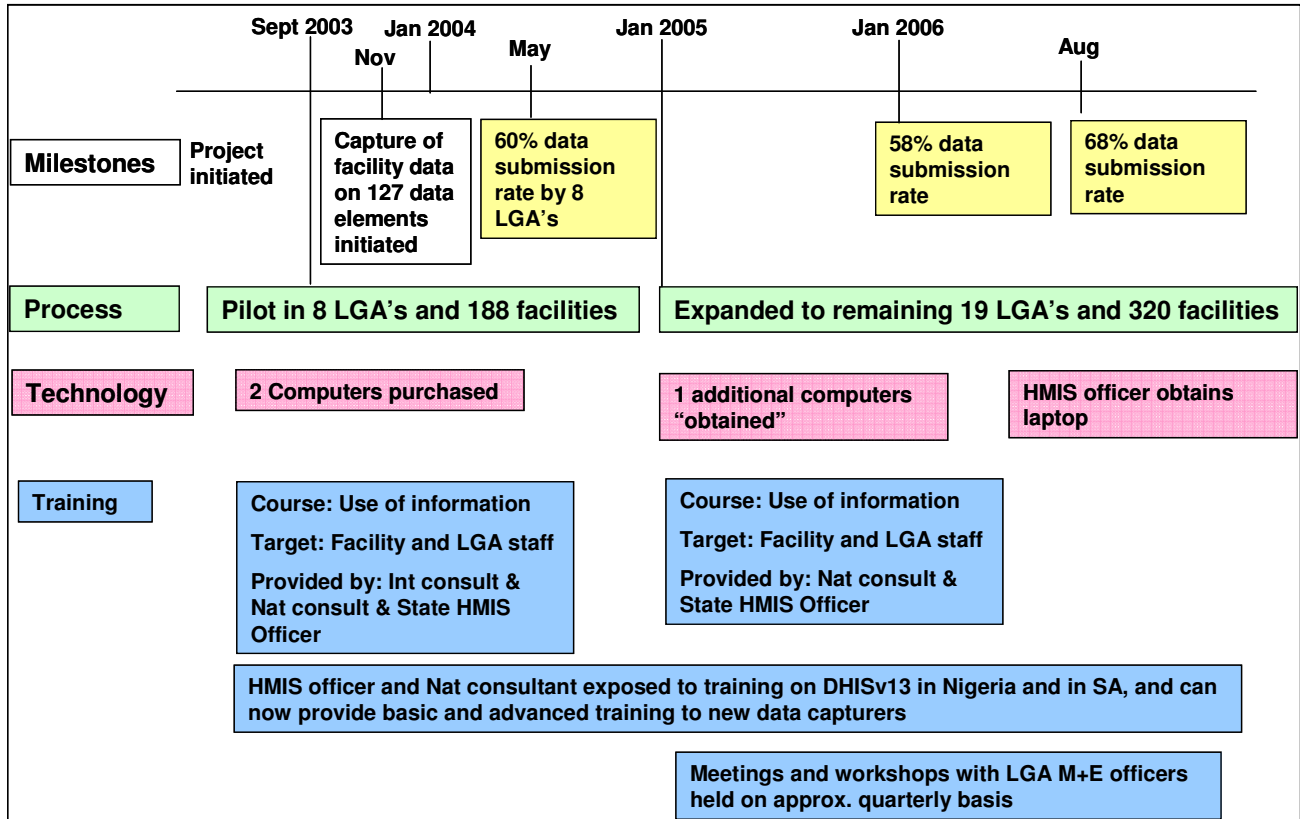 Sept 2003
Jan 2004
Jan 2005
Jan 2006
Nov
May
Aug
Milestones
Project
initiated
Capture of
facility data
on 127 data
elements
initiated
60% data
submission
rate by 8
LGA's
58% data
submission
rate
68% data
submission
rate
Process
Pilot in 8 LGA's and 188 facilities
Expanded to remaining 19 LGA's and 320 facilities
Technology
2 Computers purchased
1 additional computers
“obtained”
HMIS officer obtains
laptop
Training
Course: Use of information
Target: Facility and LGA staff
Provided by: Int consult &
Nat consult & State HMIS
Officer
Course: Use of information
Target: Facility and LGA staff
Provided by: Nat consult &
State HMIS Officer
HMIS officer and Nat consultant exposed to training on DHISv13 in Nigeria and in SA, and can
now provide basic and advanced training to new data capturers
Meetings and workshops with LGA M+E officers
held on approx. quarterly basis